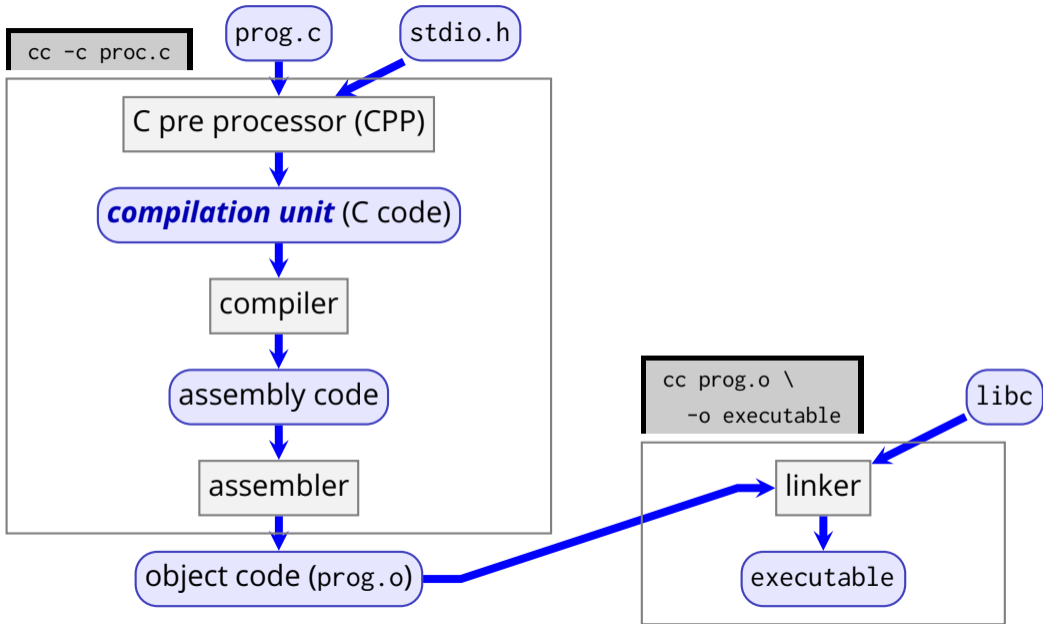 prog.c
stdio.h
cc -c proc.c
C pre processor (CPP)
compilation unit (C code)
compiler
assembly code
assembler
object code (prog.o)
cc prog.o \
-o executable
libc
linker
executable